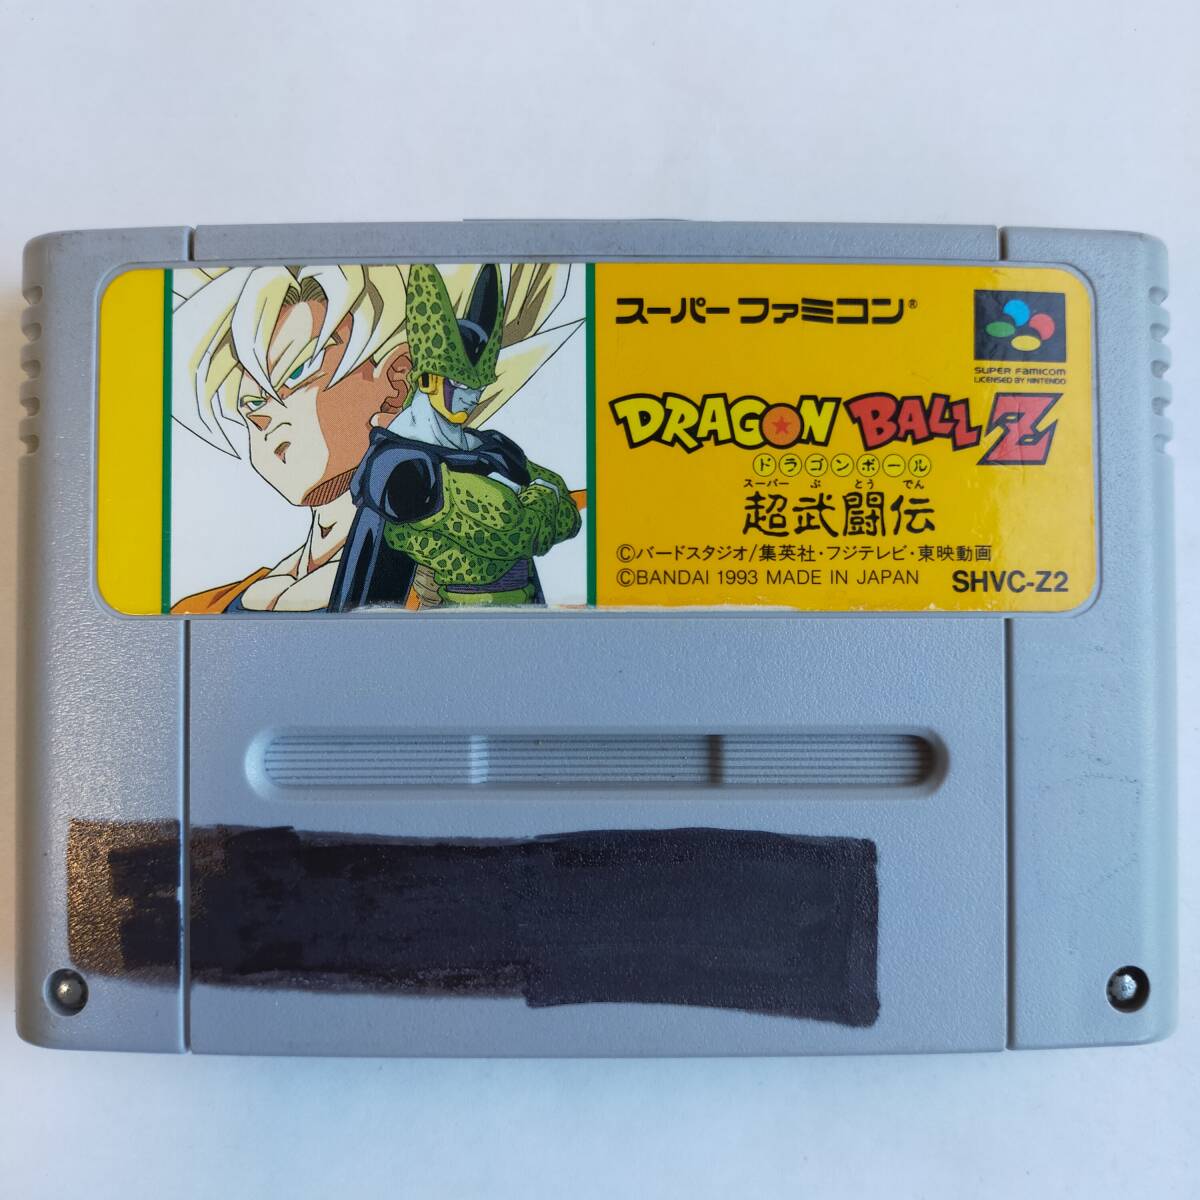 スーパーファミコン®
SUPER FAMICOM
LICENSED BY NINTENDO
DRAGON BALL Z
ドラゴンボール
スーパー ぶ とう でん
超武闘伝
©バードスタジオ/集英社・フジテレビ・東映動画
©BANDAI 1993 MADE IN JAPAN
SHVC-Z2